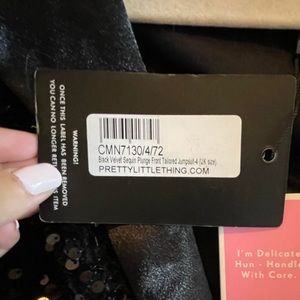 CMN7130/4/72
Black Velvet Sequin Plunge Front Tailored Jumpsuit-4 (UK size)
PRETTYLITTLETHING.COM
WARNING!
ONCE THIS LABEL HAS BEEN REMOVED
YOU CAN NO LONGER RETURN THIS ITEM
I'm Delicate
Hun - Handle
With Care.